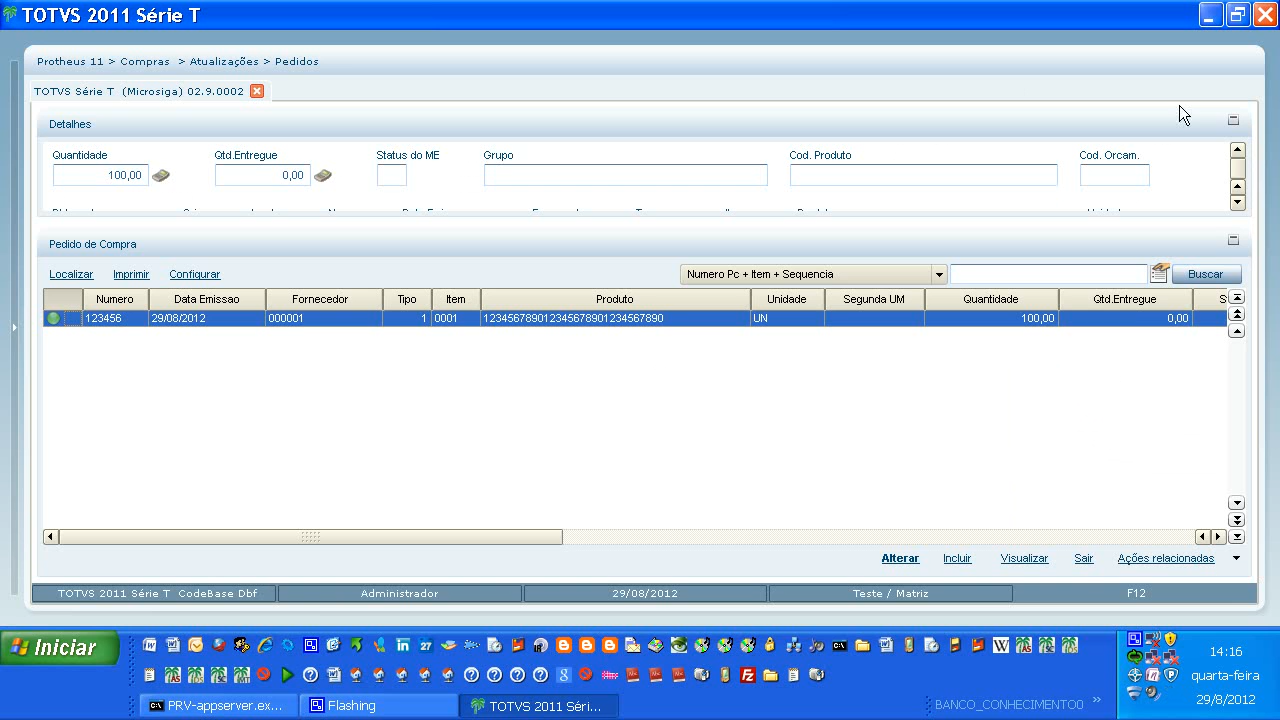 TOTVS 2011 Série T
Protheus 11 > Compras > Atualizações > Pedidos
TOTVS Série T (Microsiga) 02.9.0002
Detalhes
Quantidade Qtd.Entregue Status do ME Grupo Cod. Produto Cod. Orcam.
100,00 0,00
Pedido de Compra
Localizar Imprimir Configurar Numero Pc + Item + Sequencia Buscar
Numero Data Emissao Fornecedor Tipo Item Produto Unidade Segunda UM Quantidade Qtd.Entregue S
123456 29/08/2012 000001 1 0001 123456789012345678901234567890 UN 100,00 0,00
Alterar Incluir Visualizar Sair Ações relacionadas
TOTVS 2011 Série T CodeBase Dbf Administrador 29/08/2012 Teste / Matriz F12
Iniciar
14:16
quarta-feira
29/8/2012
PRV-appserver.ex... Flashing TOTVS 2011 Séri... BANCO_CONHECIMENTO0 »